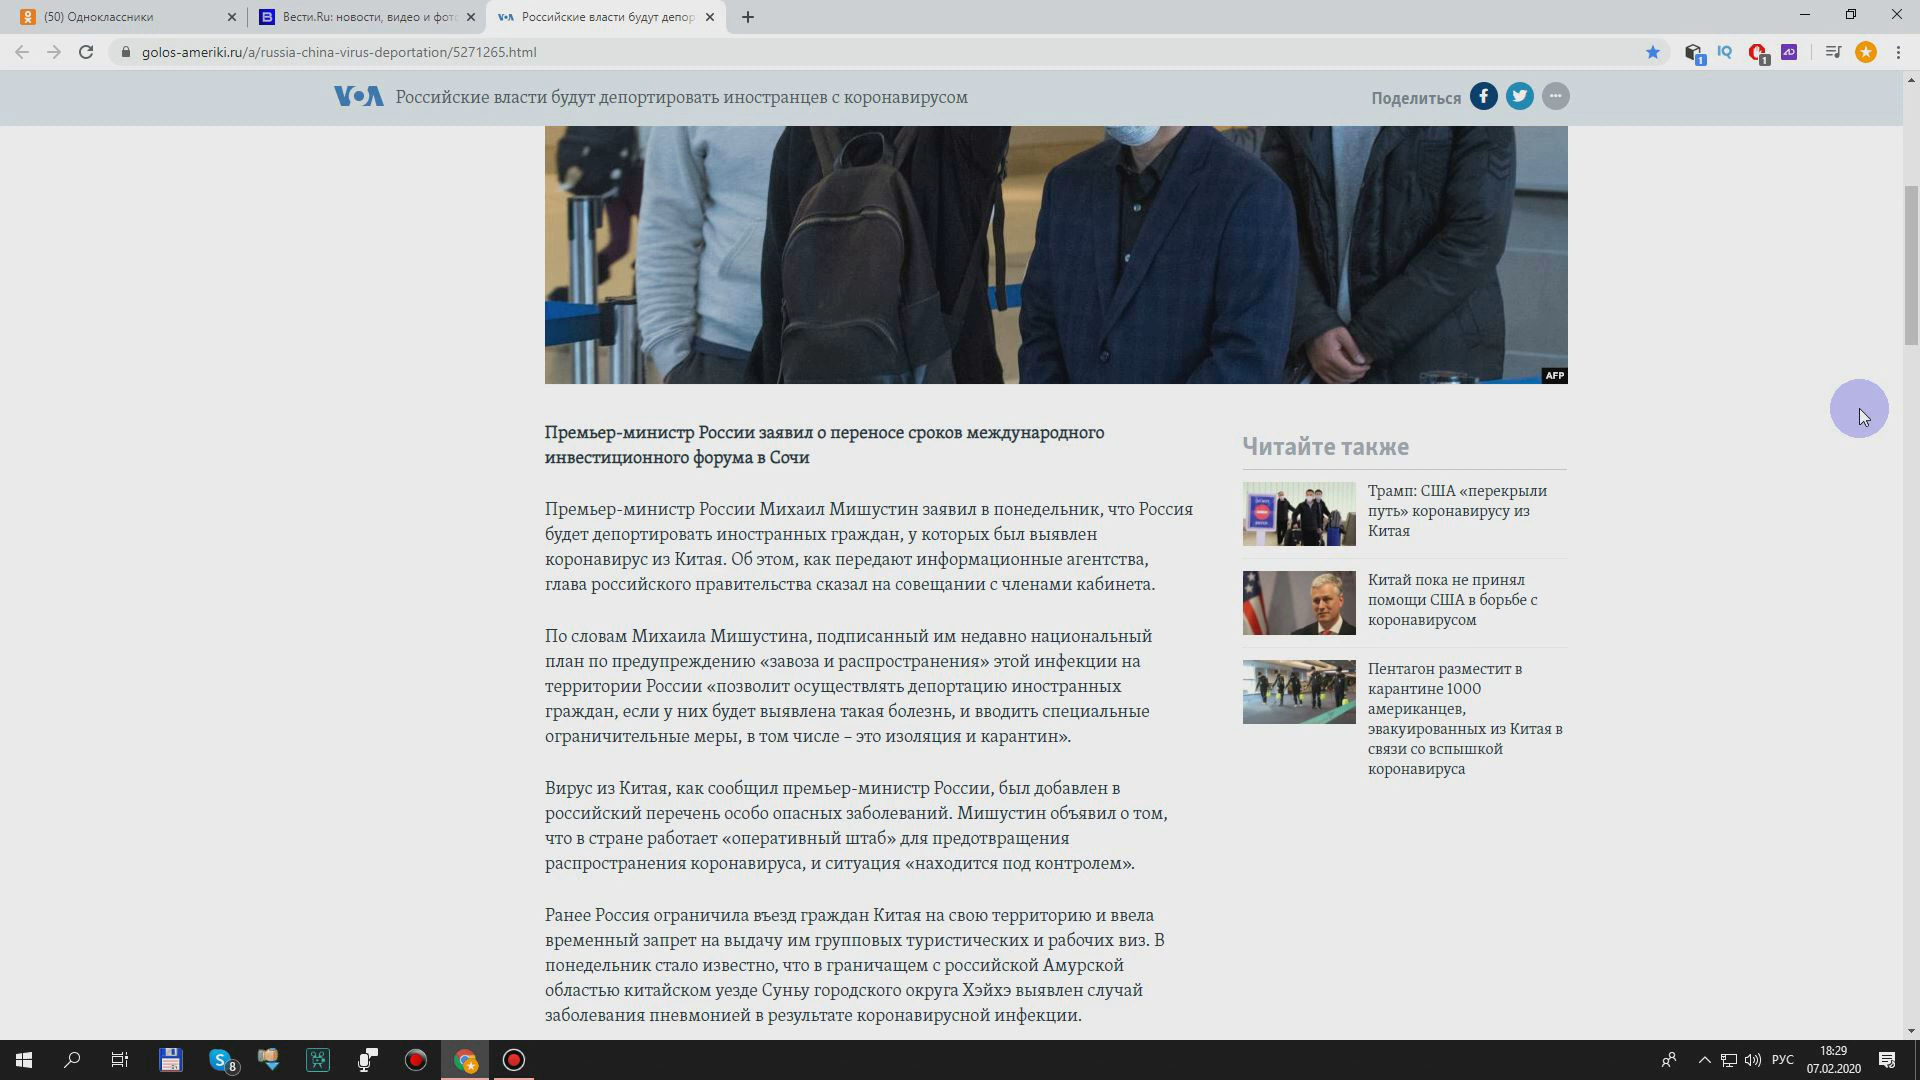 (50) Одноклассники
Вести.Ru: новости, видео и фото
Российские власти будут депор
golos-ameriki.ru/a/russia-china-virus-deportation/5271265.html
VOA Российские власти будут депортировать иностранцев с коронавирусом
Поделиться
AFP
Премьер-министр России заявил о переносе сроков международного
инвестиционного форума в Сочи
Премьер-министр России Михаил Мишустин заявил в понедельник, что Россия
будет депортировать иностранных граждан, у которых был выявлен
коронавирус из Китая. Об этом, как передают информационные агентства,
глава российского правительства сказал на совещании с членами кабинета.
По словам Михаила Мишустина, подписанный им недавно национальный
план по предупреждению «завоза и распространения» этой инфекции на
территории России «позволит осуществлять депортацию иностранных
граждан, если у них будет выявлена такая болезнь, и вводить специальные
ограничительные меры, в том числе – это изоляция и карантин».
Вирус из Китая, как сообщил премьер-министр России, был добавлен в
российский перечень особо опасных заболеваний. Мишустин объявил о том,
что в стране работает «оперативный штаб» для предотвращения
распространения коронавируса, и ситуация «находится под контролем».
Ранее Россия ограничила въезд граждан Китая на свою территорию и ввела
временный запрет на выдачу им групповых туристических и рабочих виз. В
понедельник стало известно, что в граничащем с российской Амурской
областью китайском уезде Суньу городского округа Хэйхэ выявлен случай
заболевания пневмонией в результате коронавирусной инфекции.
Читайте также
Трамп: США «перекрыли
путь» коронавирусу из
Китая
Китай пока не принял
помощи США в борьбе с
коронавирусом
Пентагон разместит в
карантине 1000
американцев,
эвакуированных из Китая в
связи со вспышкой
коронавируса
8
РУС
18:29
07.02.2020